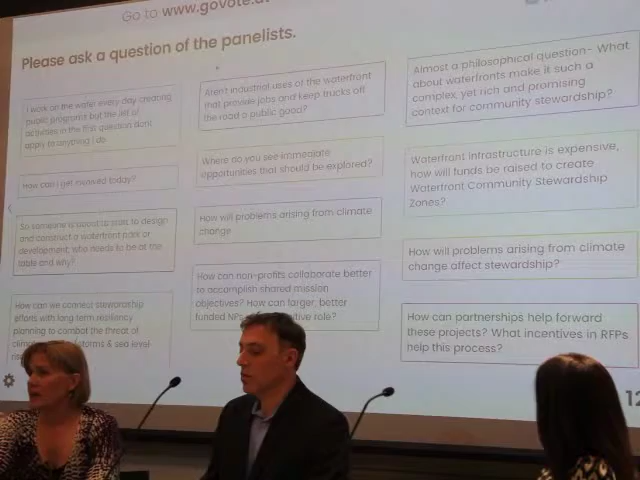 Go to www.govote.at
Please ask a question of the panelists.
I work on the water every day creating
public programs but the list of
activities in the first question dont
apply to anything I do
How can I get involved today?
So someone is about to start to design
and construct a waterfront park or
development, who needs to be at the
table and why?
How can we connect stewardship
efforts with long term resiliency
planning to combat the threat of
storms & sea level
Aren't industrial uses of the waterfront
that provide jobs and keep trucks off
the road a public good?
Where do you see immediate
opportunities that should be explored?
How will problems arising from climate
change
How can non-profits collaborate better
to accomplish shared mission
objectives? How can larger, better
funded role?
Almost a philosophical question- What
about waterfronts make it such a
complex, yet rich and promising
context for community stewardship?
Waterfront infrastructure is expensive,
how will funds be raised to create
Waterfront Community Stewardship
Zones?
How will problems arising from climate
change affect stewardship?
How can partnerships help forward
these projects? What incentives in RFPs
help this process?